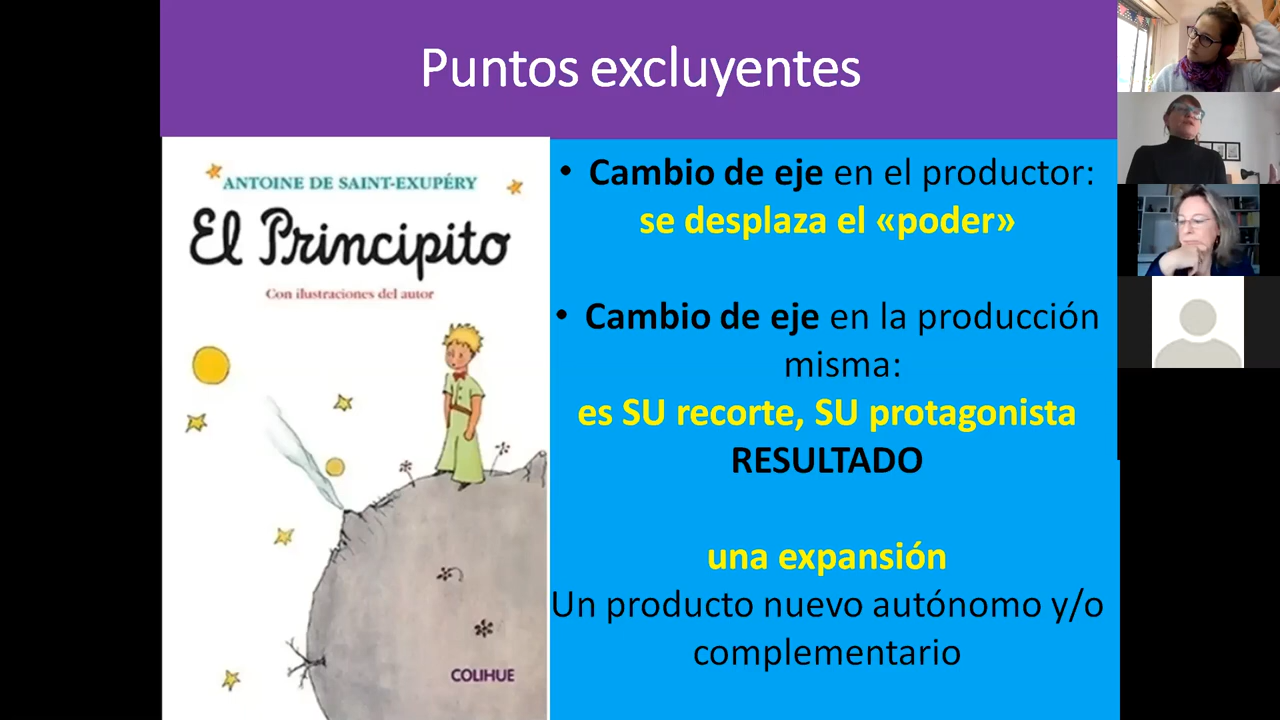 Puntos excluyentes
ANTOINE DE SAINT-EXUPÉRY
El Principito
Con ilustraciones del autor
COLIHUE
• Cambio de eje en el productor:
se desplaza el «poder»
• Cambio de eje en la producción
misma:
es SU recorte, SU protagonista
RESULTADO
una expansión
Un producto nuevo autónomo y/o
complementario